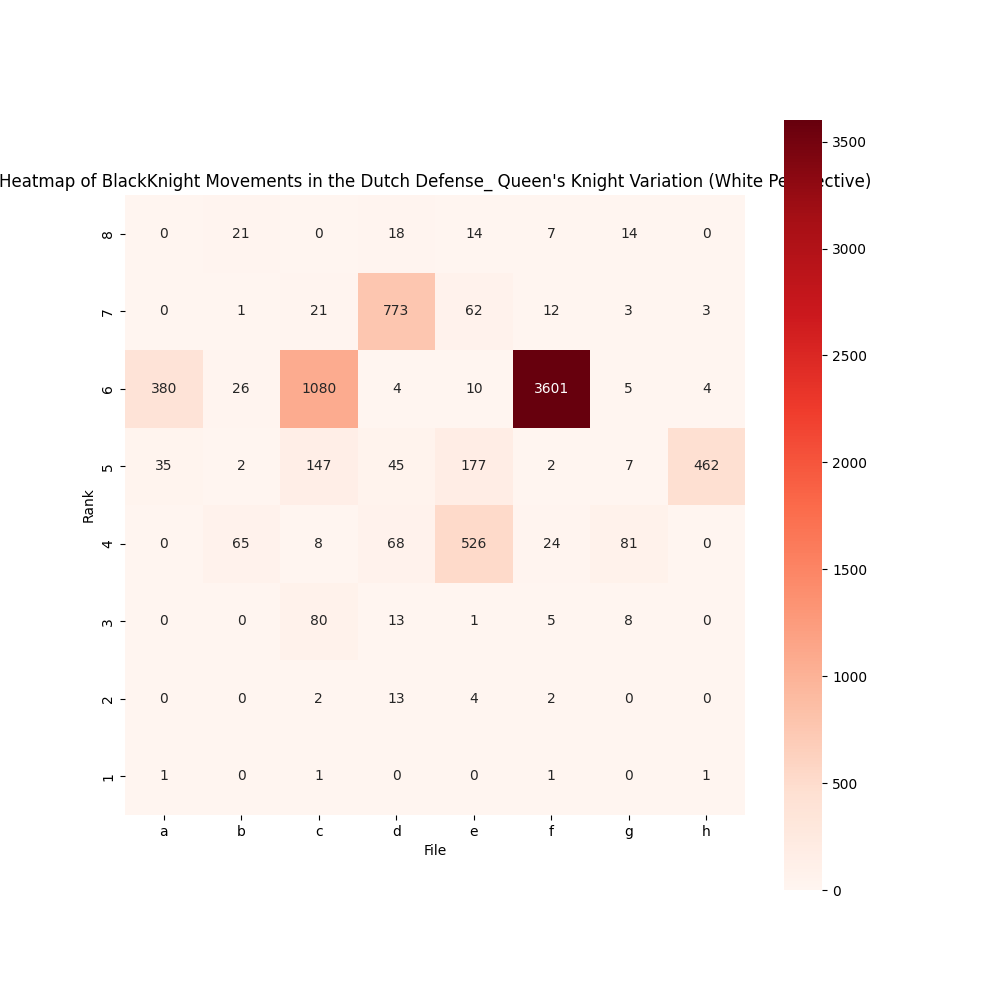 3500
Heatmap of BlackKnight Movements in the Dutch Defense_ Queen's Knight Variation (White Pe ective)
8 0 21 0 18 14 7 14 0
3000
7 0 1 21 773 62 12 3 3
2500
6 380 26 1080 4 10 3601 5 4
2000
5 35 2 147 45 177 2 7 462
Rank
4 0 65 8 68 526 24 81 0
1500
3 0 0 80 13 1 5 8 0
1000
2 0 0 2 13 4 2 0 0
500
1 1 0 1 0 0 1 0 1
a b c d e f g h
File
0